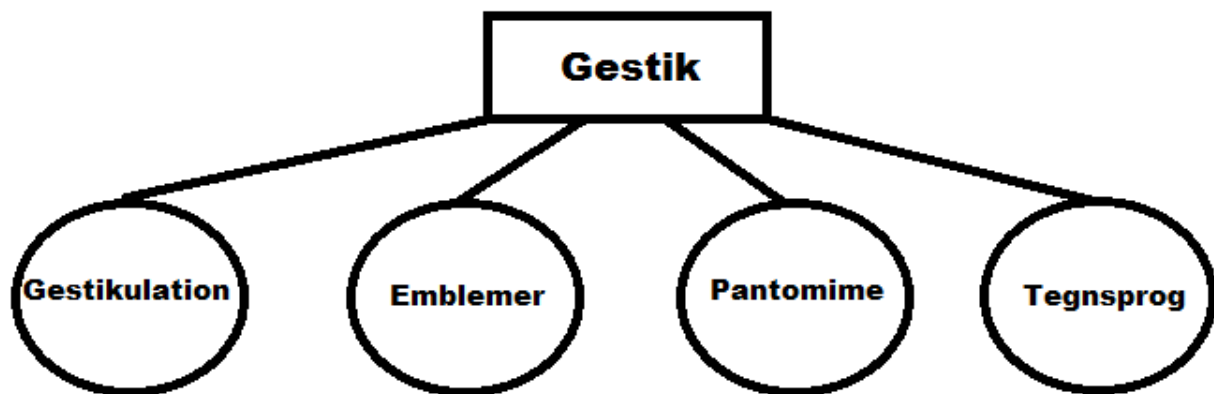 Gestik
Gestikulation
Emblemer
Pantomime
Tegnsprog